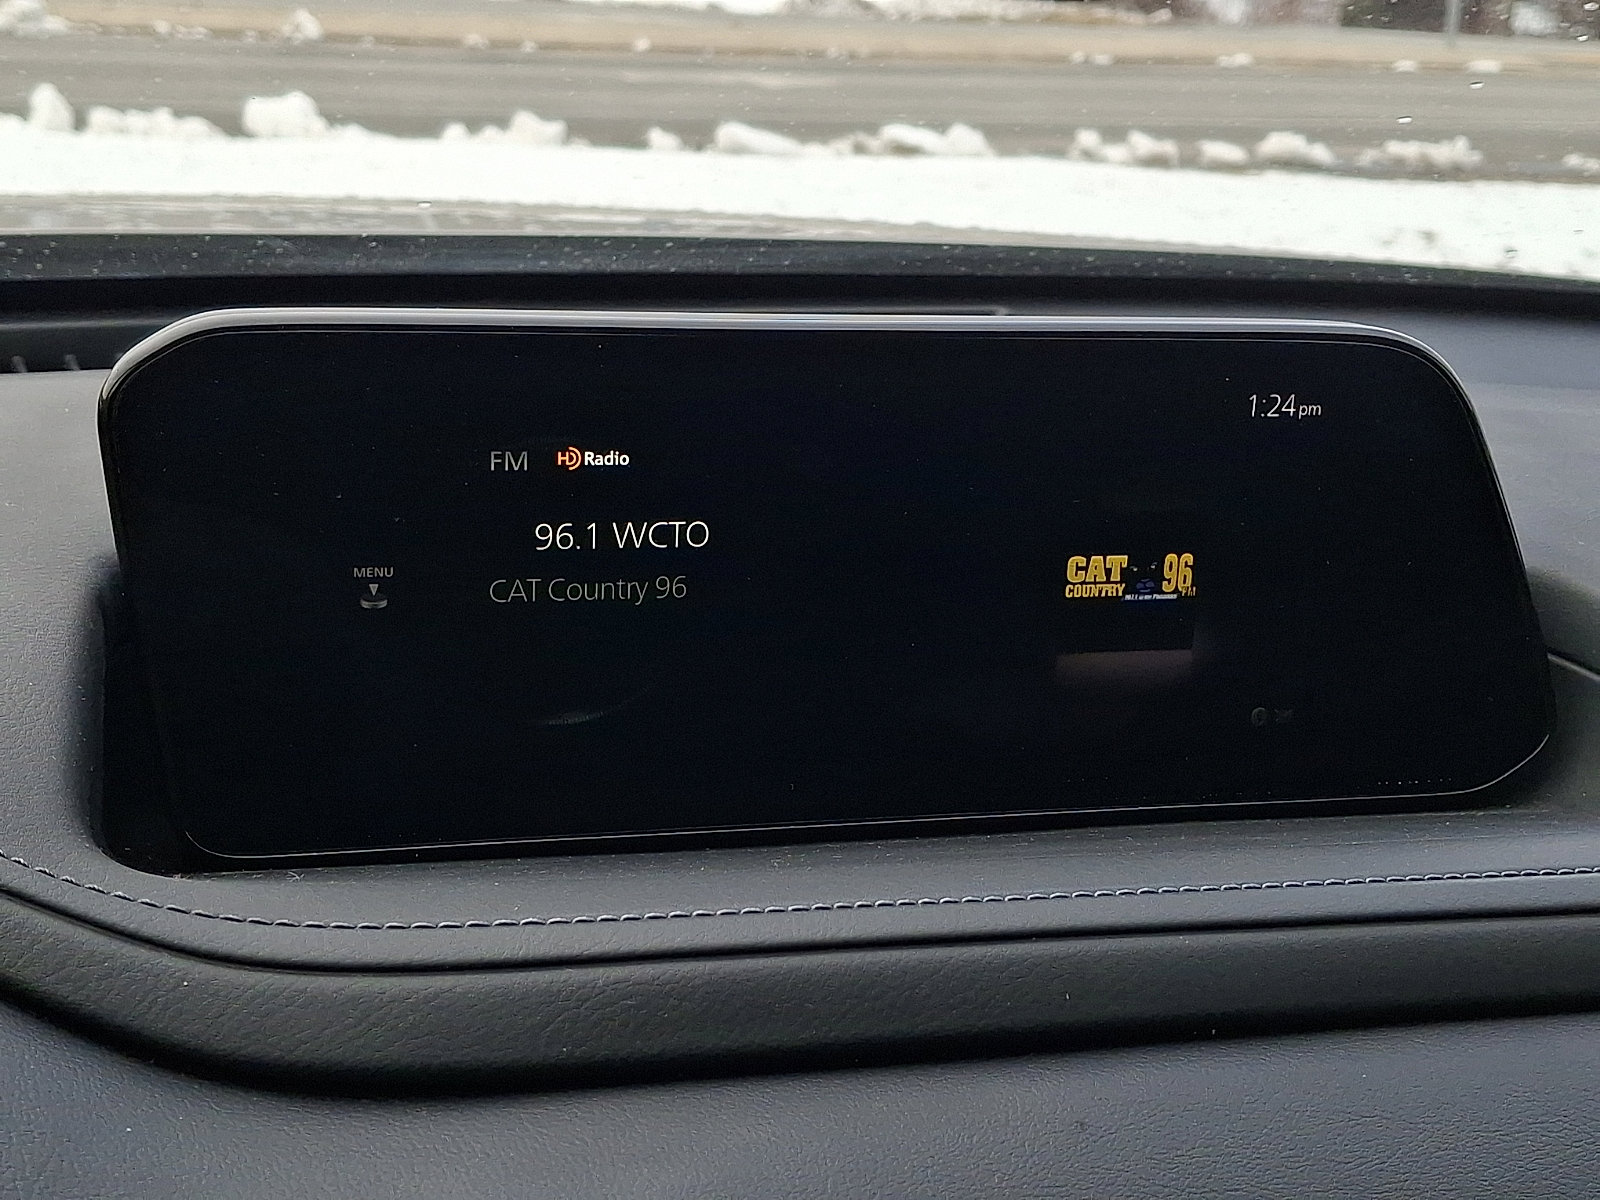 1:24pm
FM HD Radio
96.1 WCTO
MENU
CAT Country 96
CAT 96
COUNTRY FM